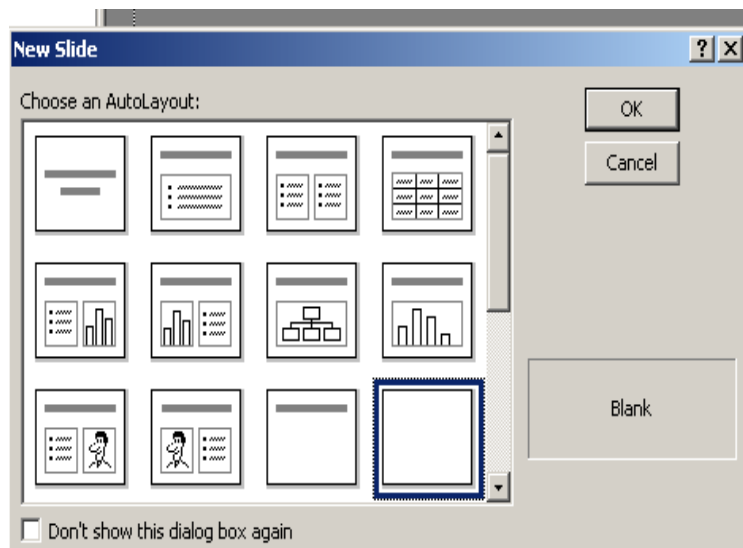 New Slide
Choose an AutoLayout:
OK
Cancel
Blank
Don't show this dialog box again